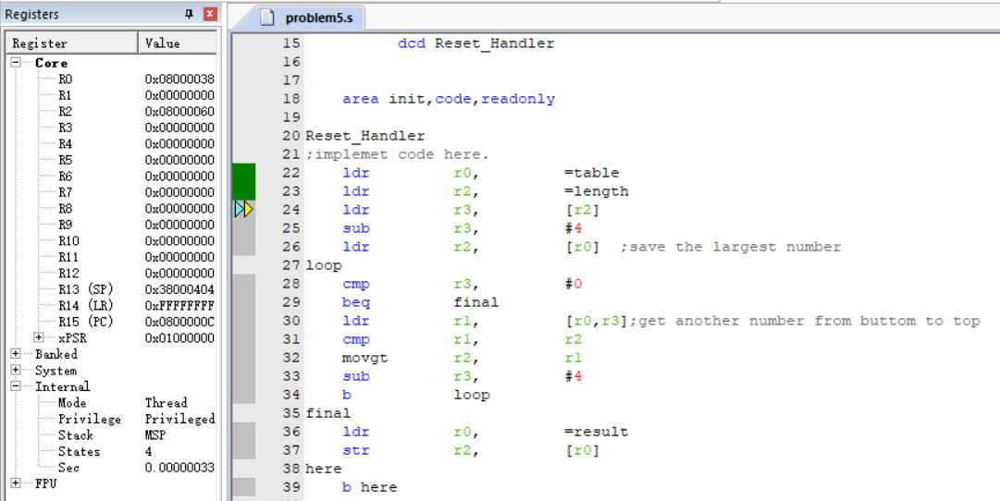 Registers
Register Value
Core
R0 0x08000038
R1 0x00000000
R2 0x08000060
R3 0x00000000
R4 0x00000000
R5 0x00000000
R6 0x00000000
R7 0x00000000
R8 0x00000000
R9 0x00000000
R10 0x00000000
R11 0x00000000
R12 0x00000000
R13 (SP) 0x38000404
R14 (LR) 0xFFFFFFFF
R15 (PC) 0x0800000C
xPSR 0x01000000
Banked
System
Internal
Mode Thread
Privilege Privileged
Stack MSP
States 4
Sec 0.00000033
FPU
problem5.s
15 dcd Reset_Handler
16
17
18 area init,code,readonly
19
20 Reset_Handler
21 ;implemet code here.
22 ldr r0, =table
23 ldr r2, =length
24 ldr r3, [r2]
25 sub r3, #4
26 ldr r2, [r0] ;save the largest number
27 loop
28 cmp r3, #0
29 beq final
30 ldr r1, [r0,r3];get another number from buttom to top
31 cmp r1, r2
32 movgt r2, r1
33 sub r3, #4
34 b loop
35 final
36 ldr r0, =result
37 str r2, [r0]
38 here
39 b here